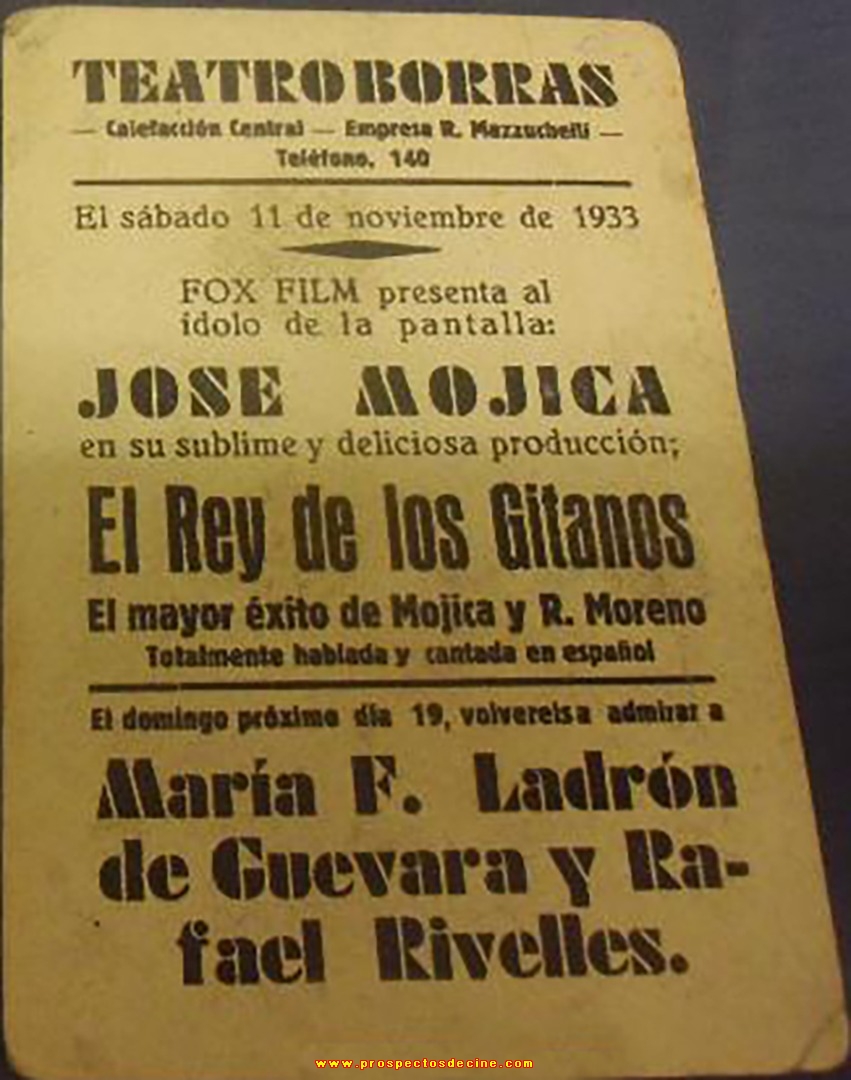 TEATRO BORRAS
— Calefacción Central — Empresa R. Mazzuchelli —
Teléfono, 140
El sábado 11 de noviembre de 1933
FOX FILM presenta al
ídolo de la pantalla:
JOSE MOJICA
en su sublime y deliciosa producción;
El Rey de los Gitanos
El mayor éxito de Mojica y R. Moreno
Totalmente hablada y cantada en español
El domingo próximo día 19, volvereis a admirar a
María F. Ladrón
de Guevara y Ra-
fael Rivelles.
www.prospectosdecine.com